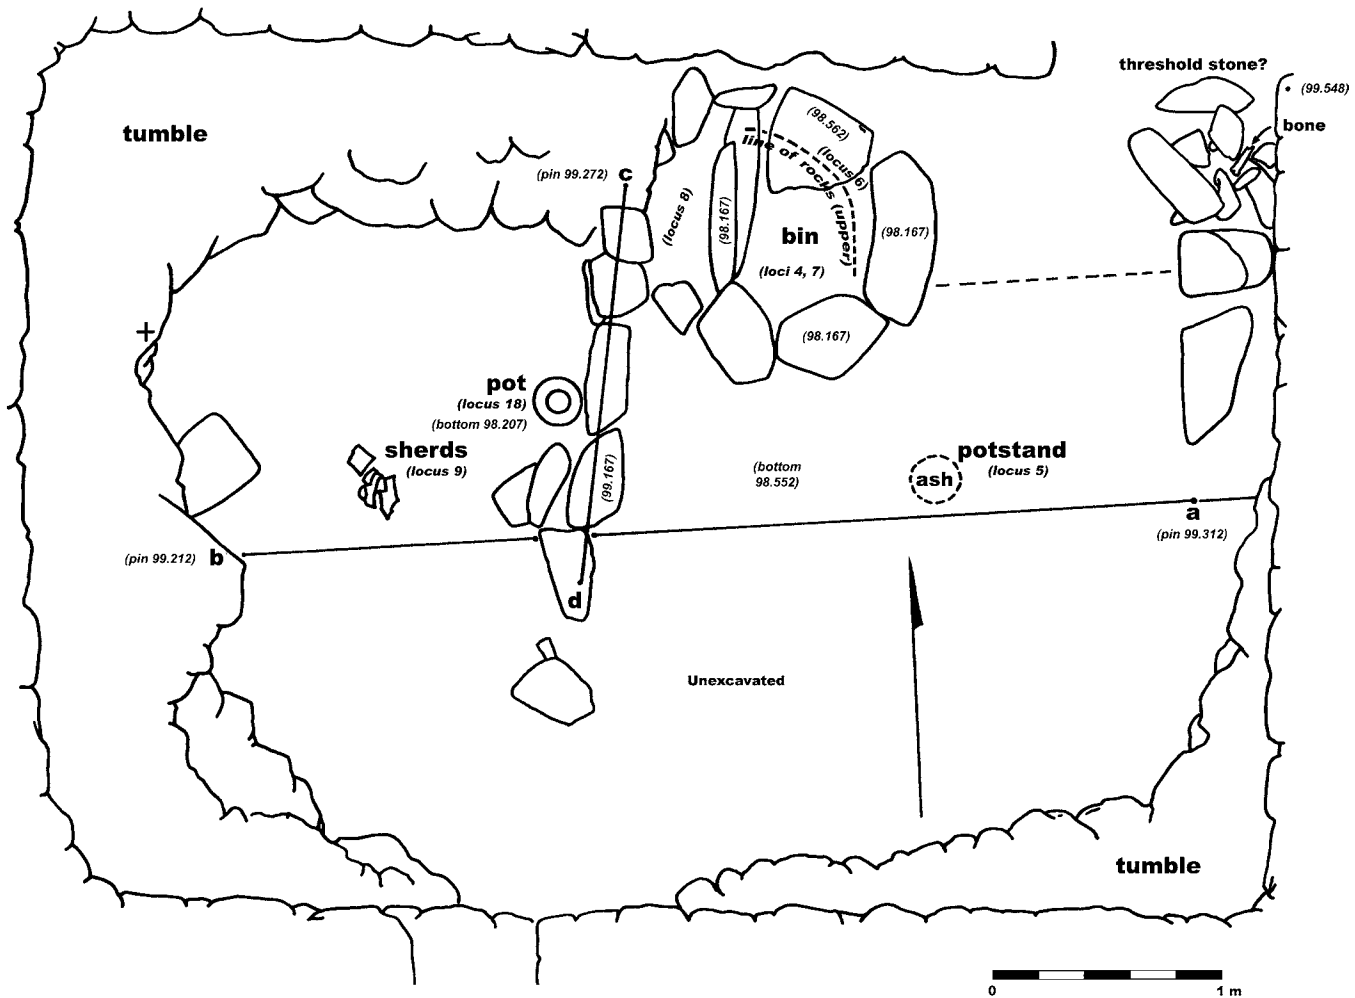 threshold stone?
(99.548)
bone
tumble
(98.562)
(locus 6)
line of rocks (upper)
(pin 99.272) c
(locus 8)
(98.167)
bin
(loci 4, 7)
(98.167)
(98.167)
pot
(locus 18)
(bottom 98.207)
sherds
(locus 9)
(99.167)
(bottom
98.552)
potstand
(locus 5)
ash
a
(pin 99.312)
(pin 99.212) b
d
Unexcavated
tumble
0 1 m